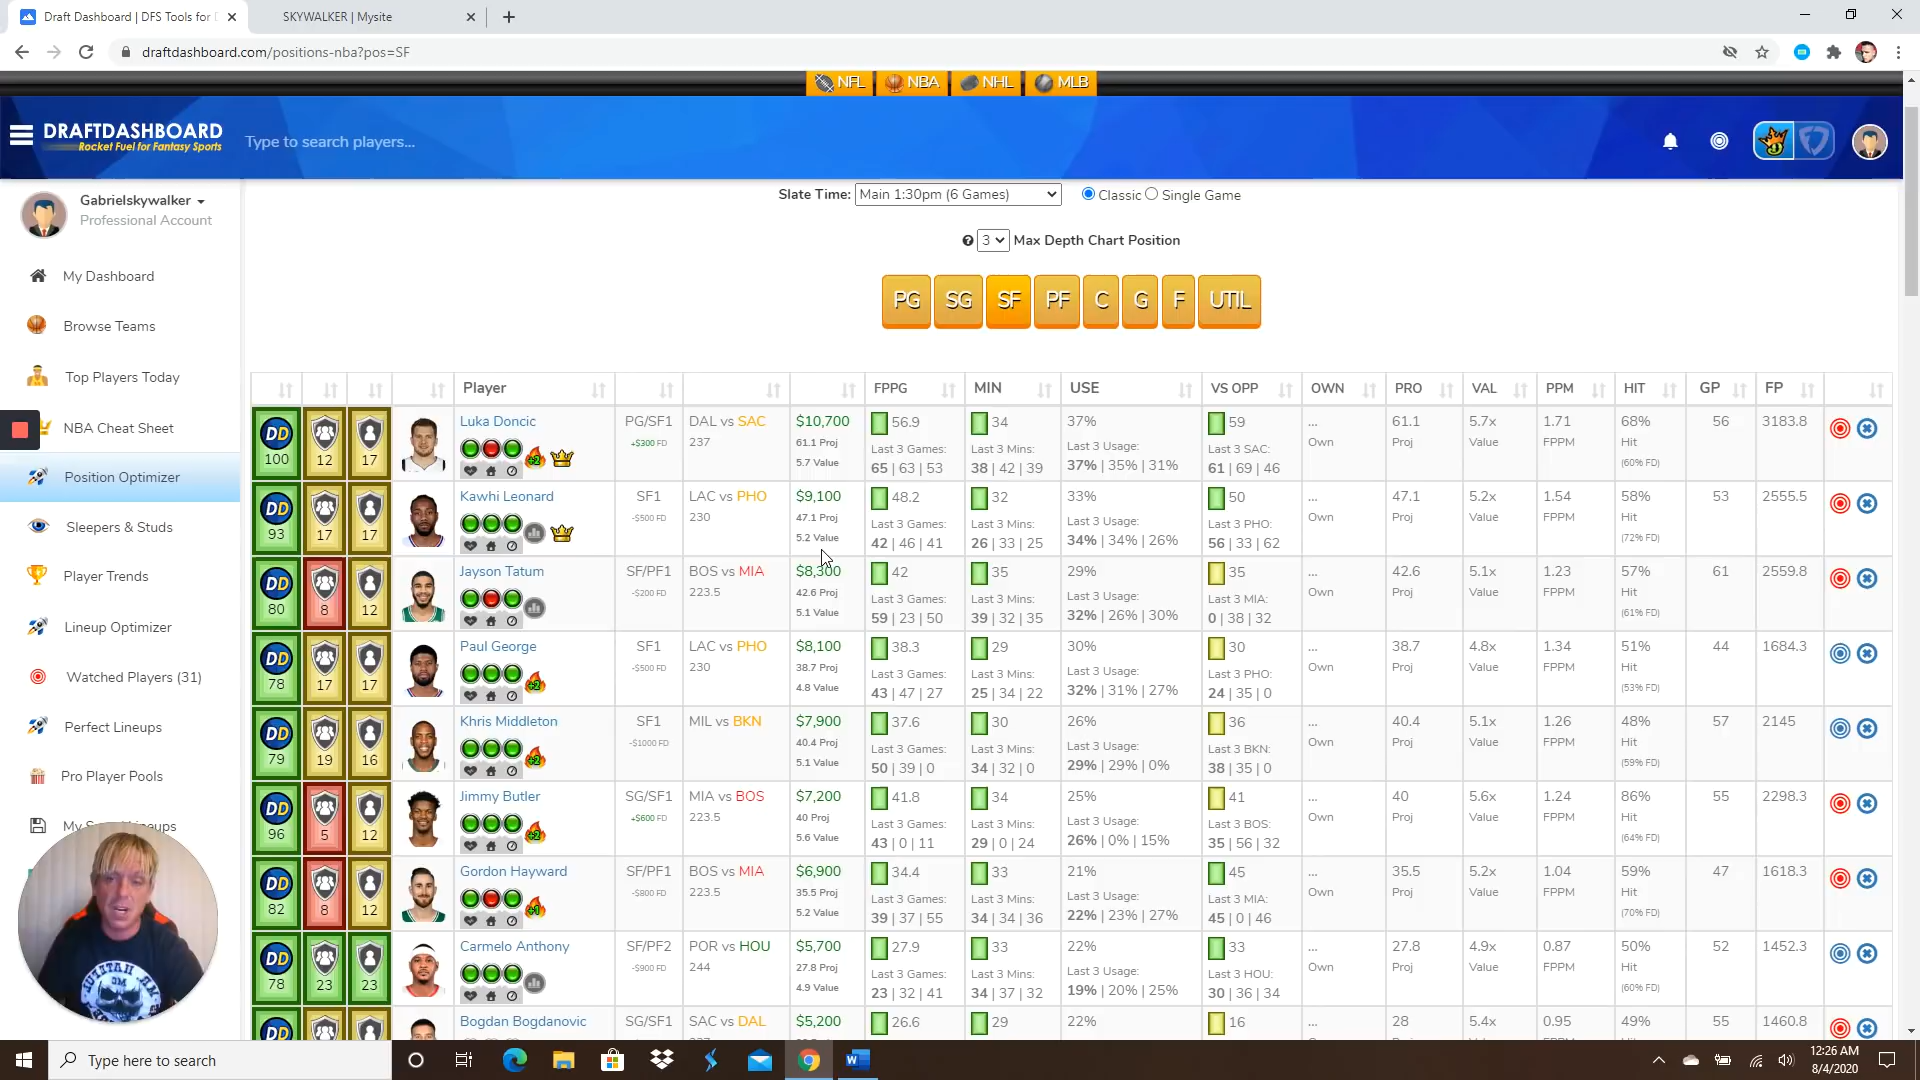 Draft Dashboard | DFS Tools for
SKYWALKER | Mysite
draftdashboard.com/positions-nba?pos=SF
NFL NBA NHL MLB
DRAFTDASHBOARD
Rocket Fuel for Fantasy Sports
Type to search players...
Gabrielskywalker
Professional Account
My Dashboard
Browse Teams
Top Players Today
NBA Cheat Sheet
Position Optimizer
Sleepers & Studs
Player Trends
Lineup Optimizer
Watched Players (31)
Perfect Lineups
Pro Player Pools
Slate Time: Main 1:30pm (6 Games) Classic Single Game
3 Max Depth Chart Position
PG SG SF PF C G F UTIL
Player FPPG MIN USE VS OPP OWN PRO VAL PPM HIT GP FP
DD 100 12 17 Luka Doncic +2 PG/SF1 +$300 FD DAL vs SAC 237 $10,700 61.1 Proj 5.7 Value 56.9 Last 3 Games: 65 | 63 | 53 34 Last 3 Mins: 38 | 42 | 39 37% Last 3 Usage: 37% | 35% | 31% 59 Last 3 SAC: 61 | 69 | 46 ... Own 61.1 Proj 5.7x Value 1.71 FPPM 68% Hit (60% FD) 56 3183.8
DD 93 17 17 Kawhi Leonard SF1 -$500 FD LAC vs PHO 230 $9,100 47.1 Proj 5.2 Value 48.2 Last 3 Games: 42 | 46 | 41 32 Last 3 Mins: 26 | 33 | 25 33% Last 3 Usage: 34% | 34% | 26% 50 Last 3 PHO: 56 | 33 | 62 ... Own 47.1 Proj 5.2x Value 1.54 FPPM 58% Hit (72% FD) 53 2555.5
DD 80 8 12 Jayson Tatum SF/PF1 -$200 FD BOS vs MIA 223.5 $8,300 42.6 Proj 5.1 Value 42 Last 3 Games: 59 | 23 | 50 35 Last 3 Mins: 39 | 32 | 35 29% Last 3 Usage: 32% | 26% | 30% 35 Last 3 MIA: 0 | 38 | 32 ... Own 42.6 Proj 5.1x Value 1.23 FPPM 57% Hit (61% FD) 61 2559.8
DD 78 17 17 Paul George +2 SF1 -$500 FD LAC vs PHO 230 $8,100 38.7 Proj 4.8 Value 38.3 Last 3 Games: 43 | 47 | 27 29 Last 3 Mins: 25 | 34 | 22 30% Last 3 Usage: 32% | 31% | 27% 30 Last 3 PHO: 24 | 35 | 0 ... Own 38.7 Proj 4.8x Value 1.34 FPPM 51% Hit (53% FD) 44 1684.3
DD 79 19 16 Khris Middleton +2 SF1 -$1000 FD MIL vs BKN $7,900 40.4 Proj 5.1 Value 37.6 Last 3 Games: 50 | 39 | 0 30 Last 3 Mins: 34 | 32 | 0 26% Last 3 Usage: 29% | 29% | 0% 36 Last 3 BKN: 38 | 35 | 0 ... Own 40.4 Proj 5.1x Value 1.26 FPPM 48% Hit (59% FD) 57 2145
DD 96 5 12 Jimmy Butler +2 SG/SF1 +$600 FD MIA vs BOS 223.5 $7,200 40 Proj 5.6 Value 41.8 Last 3 Games: 43 | 0 | 11 34 Last 3 Mins: 29 | 0 | 24 25% Last 3 Usage: 26% | 0% | 15% 41 Last 3 BOS: 35 | 56 | 32 ... Own 40 Proj 5.6x Value 1.24 FPPM 86% Hit (64% FD) 55 2298.3
DD 82 8 12 Gordon Hayward +1 SF/PF1 -$800 FD BOS vs MIA 223.5 $6,900 35.5 Proj 5.2 Value 34.4 Last 3 Games: 39 | 37 | 55 33 Last 3 Mins: 34 | 34 | 36 21% Last 3 Usage: 22% | 23% | 27% 45 Last 3 MIA: 45 | 0 | 46 ... Own 35.5 Proj 5.2x Value 1.04 FPPM 59% Hit (70% FD) 47 1618.3
DD 78 23 23 Carmelo Anthony SF/PF2 -$900 FD POR vs HOU 244 $5,700 27.8 Proj 4.9 Value 27.9 Last 3 Games: 23 | 32 | 41 33 Last 3 Mins: 34 | 37 | 32 22% Last 3 Usage: 19% | 20% | 25% 33 Last 3 HOU: 30 | 36 | 34 ... Own 27.8 Proj 4.9x Value 0.87 FPPM 50% Hit (60% FD) 52 1452.3
DD Bogdan Bogdanovic SG/SF1 SAC vs DAL $5,200 26.6 29 22% 16 ... 28 5.4x 0.95 49% 55 1460.8
Type here to search
12:26 AM
8/4/2020